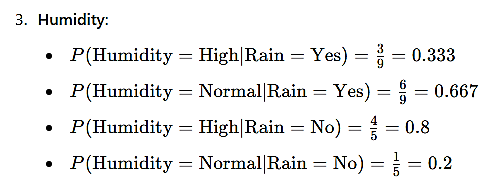 3. Humidity:
• P(Humidity = High|Rain = Yes) = 3/9 = 0.333
• P(Humidity = Normal|Rain = Yes) = 6/9 = 0.667
• P(Humidity = High|Rain = No) = 4/5 = 0.8
• P(Humidity = Normal|Rain = No) = 1/5 = 0.2